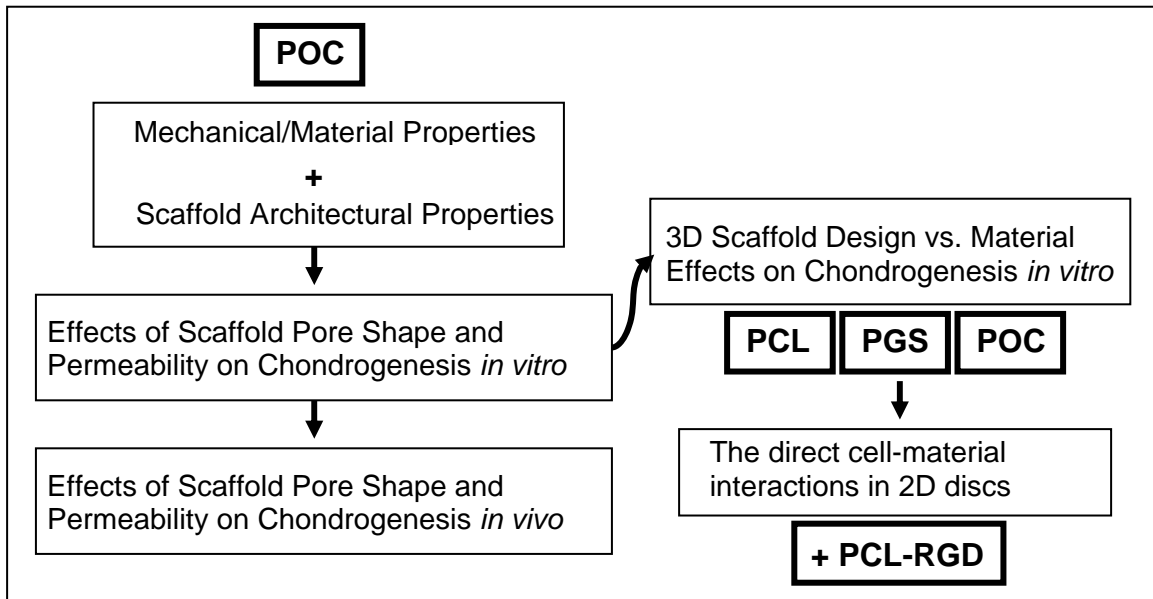 POC
Mechanical/Material Properties
+
Scaffold Architectural Properties
Effects of Scaffold Pore Shape and
Permeability on Chondrogenesis in vitro
Effects of Scaffold Pore Shape and
Permeability on Chondrogenesis in vivo
3D Scaffold Design vs. Material
Effects on Chondrogenesis in vitro
PCL PGS POC
The direct cell-material
interactions in 2D discs
+ PCL-RGD